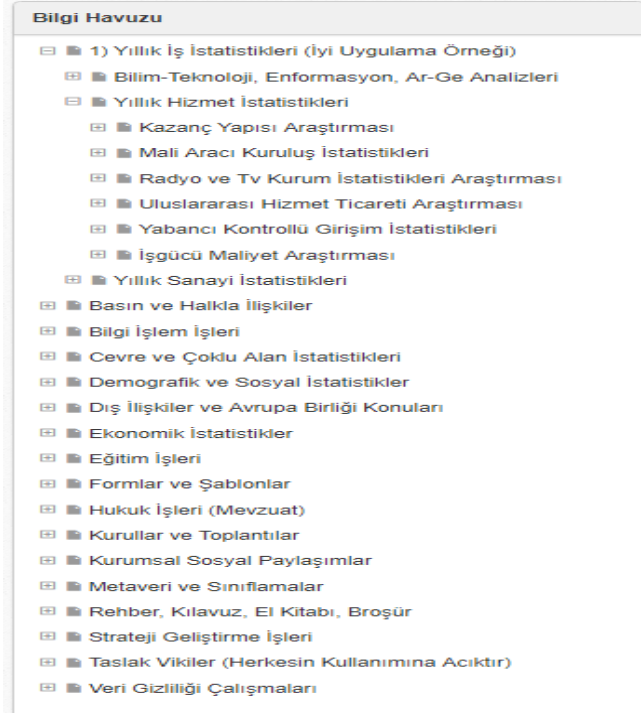 Bilgi Havuzu
1) Yıllık İş İstatistikleri (İyi Uygulama Örneği)
Bilim-Teknoloji, Enformasyon, Ar-Ge Analizleri
Yıllık Hizmet İstatistikleri
Kazanç Yapısı Araştırması
Mali Aracı Kuruluş İstatistikleri
Radyo ve Tv Kurum İstatistikleri Araştırması
Uluslararası Hizmet Ticareti Araştırması
Yabancı Kontrollü Girişim İstatistikleri
İşgücü Maliyet Araştırması
Yıllık Sanayi İstatistikleri
Basın ve Halkla İlişkiler
Bilgi İşlem İşleri
Cevre ve Çoklu Alan İstatistikleri
Demografik ve Sosyal İstatistikler
Dış İlişkiler ve Avrupa Birliği Konuları
Ekonomik İstatistikler
Eğitim İşleri
Formlar ve Şablonlar
Hukuk İşleri (Mevzuat)
Kurullar ve Toplantılar
Kurumsal Sosyal Paylaşımlar
Metaveri ve Sınıflamalar
Rehber, Kılavuz, El Kitabı, Broşür
Strateji Geliştirme İşleri
Taslak Vikiler (Herkesin Kullanımına Acıktır)
Veri Gizliliği Çalışmaları